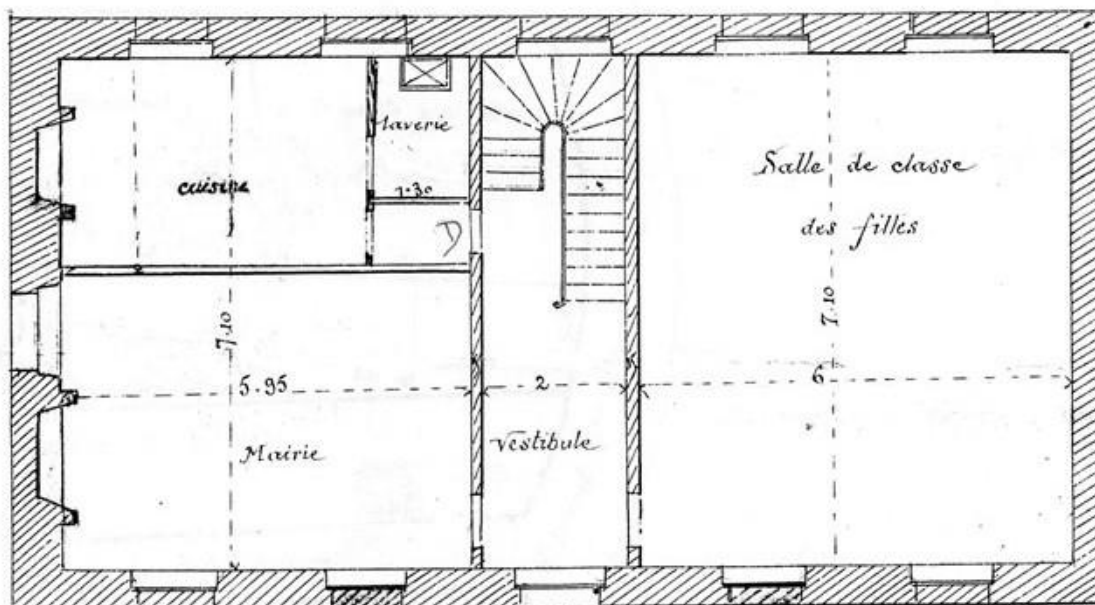 laverie
cuisine
1.30
D
Salle de classe
des filles
7.10
7.10
5.95
2
6
Mairie
Vestibule